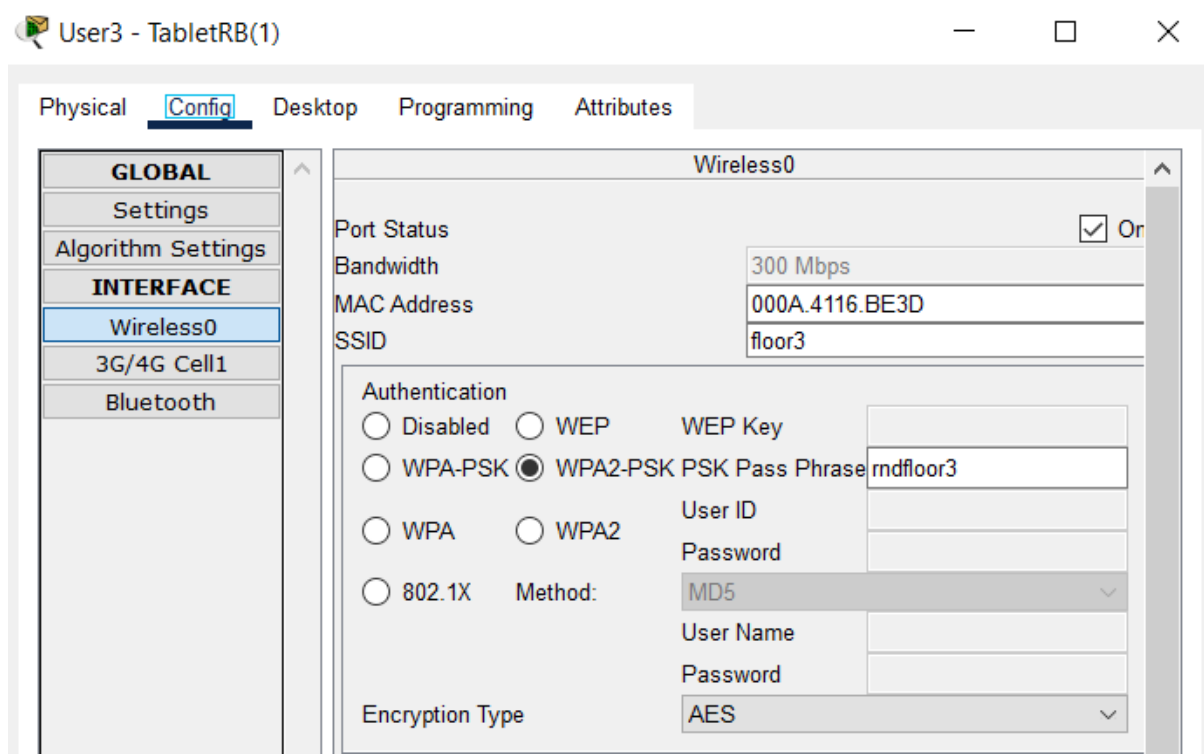 User3 - TabletRB(1)
Physical Config Desktop Programming Attributes
GLOBAL
Settings
Algorithm Settings
INTERFACE
Wireless0
3G/4G Cell1
Bluetooth
Wireless0
Port Status On
Bandwidth 300 Mbps
MAC Address 000A.4116.BE3D
SSID floor3
Authentication
Disabled WEP WEP Key
WPA-PSK WPA2-PSK PSK Pass Phrase rndfloor3
User ID
WPA WPA2
Password
802.1X Method: MD5
User Name
Password
Encryption Type AES